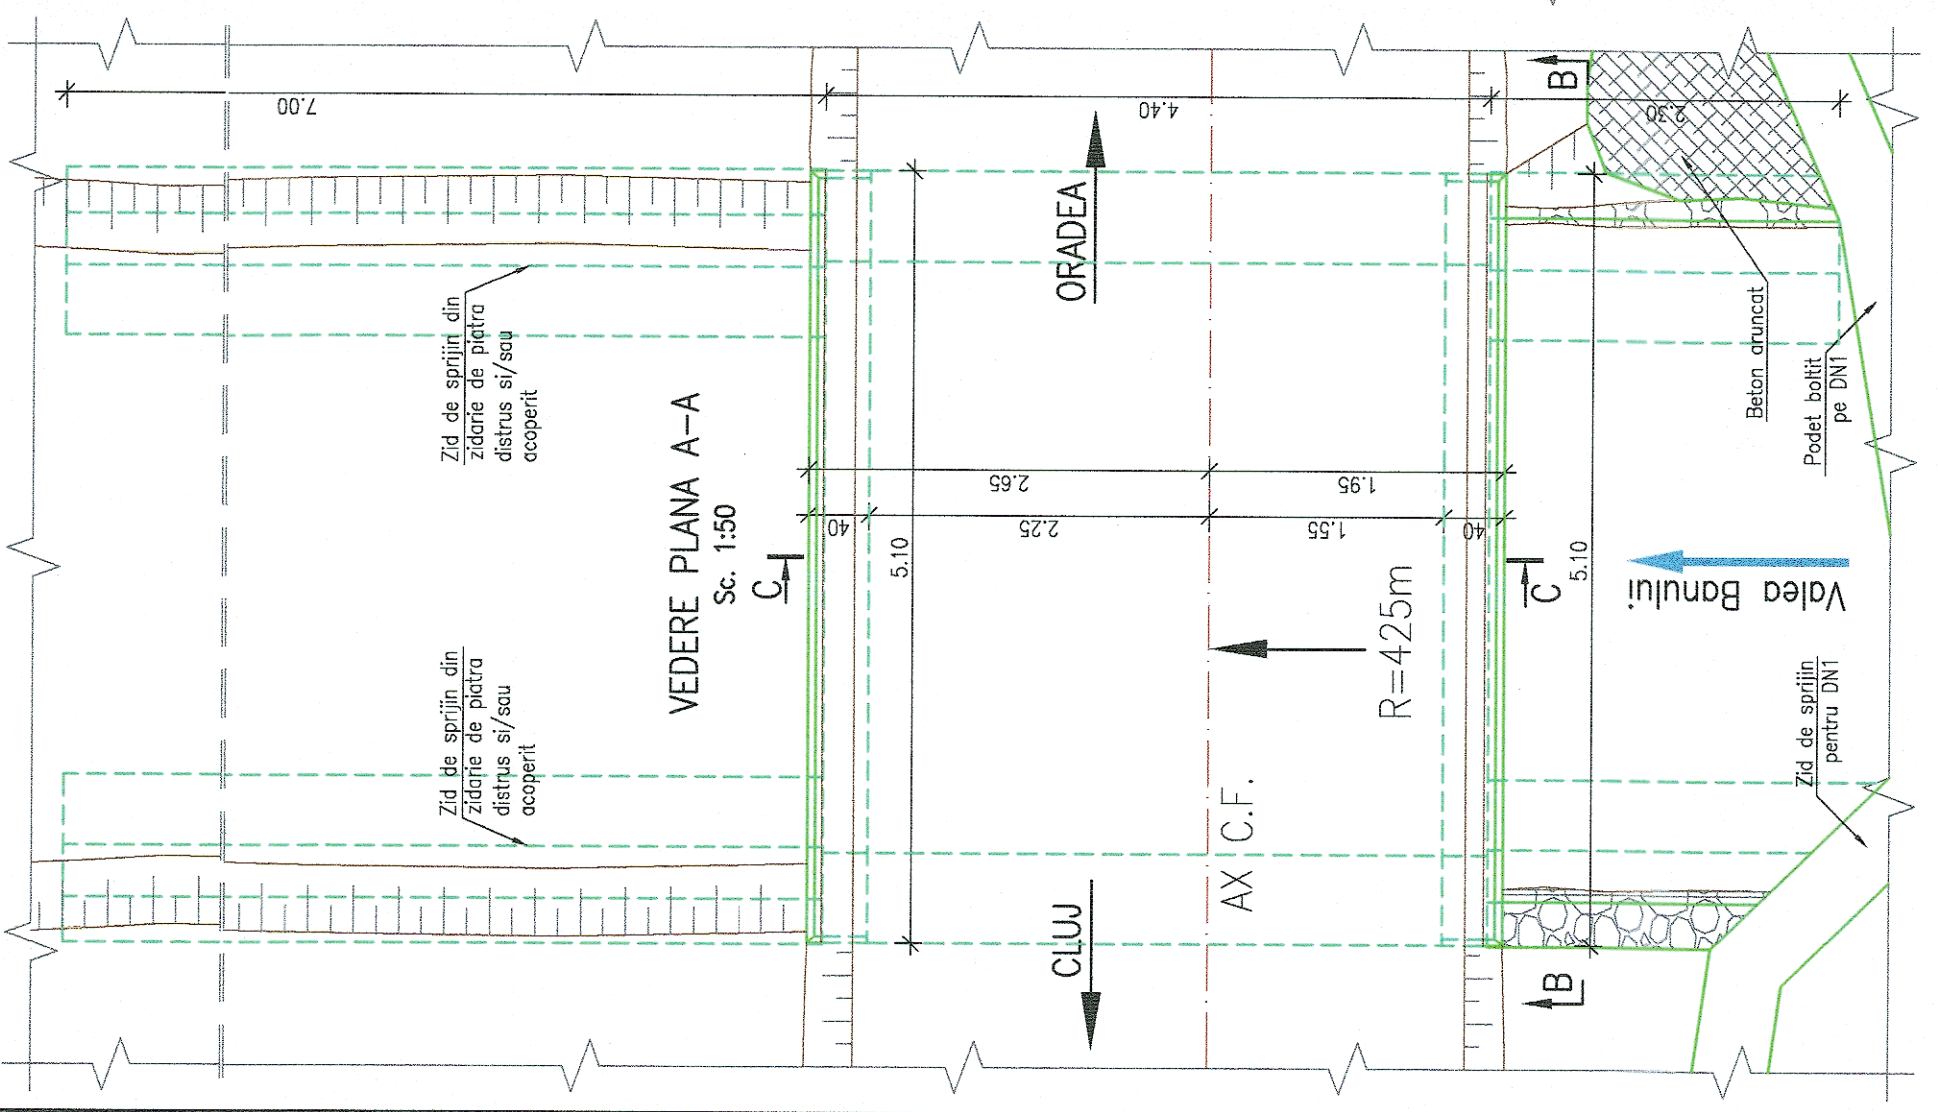 VEDERE PLANA A-A
Sc. 1:50
Zid de sprijin din
zidarie de piatra
distrus si/sau
acoperit
Zid de sprijin din
zidarie de piatra
distrus si/sau
acoperit
7.00
4.40
2.30
ORADEA
CLUJ
5.10
5.10
2.65
1.95
40
2.25
1.55
40
C
C
B
B
R=425m
AX C.F.
Valea Banului
Beton aruncat
Podet boltit
pe DN1
Zid de sprijin
pentru DN1